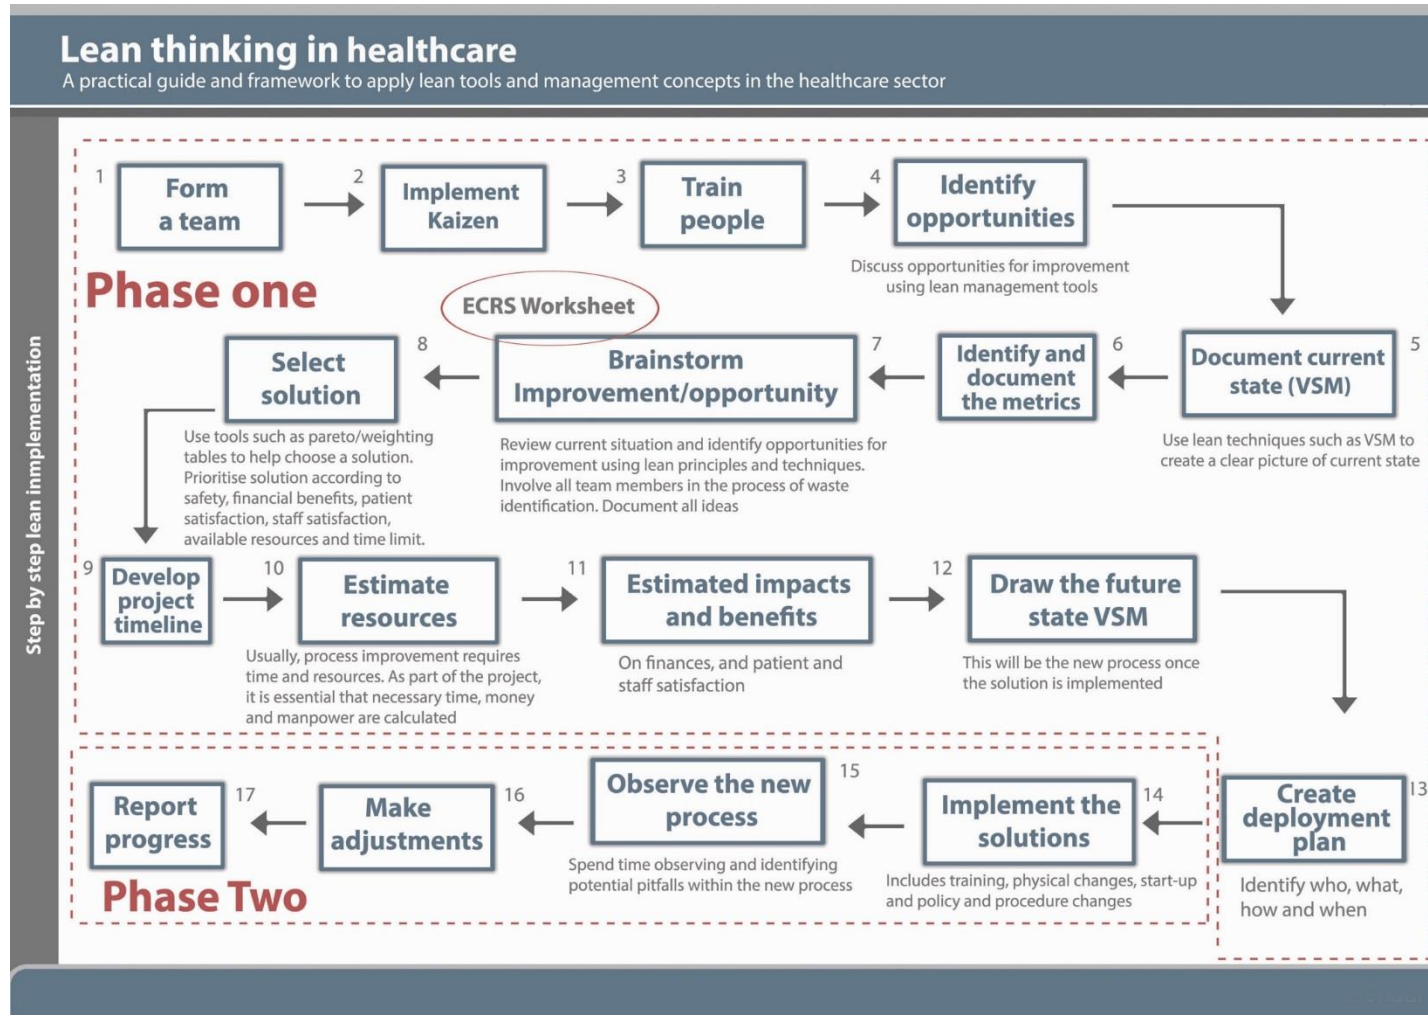 Lean thinking in healthcare
A practical guide and framework to apply lean tools and management concepts in the healthcare sector
Step by step lean implementation
1
Form
a team
2
Implement
Kaizen
3
Train
people
4
Identify
opportunities
Discuss opportunities for improvement
using lean management tools
Phase one
5
Document current
state (VSM)
Use lean techniques such as VSM to
create a clear picture of current state
6
Identify and
document
the metrics
7
ECRS Worksheet
Brainstorm
Improvement/opportunity
Review current situation and identify opportunities for
improvement using lean principles and techniques.
Involve all team members in the process of waste
identification. Document all ideas
8
Select
solution
Use tools such as pareto/weighting
tables to help choose a solution.
Prioritise solution according to
safety, financial benefits, patient
satisfaction, staff satisfaction,
available resources and time limit.
9
Develop
project
timeline
10
Estimate
resources
Usually, process improvement requires
time and resources. As part of the project,
it is essential that necessary time, money
and manpower are calculated
11
Estimated impacts
and benefits
On finances, and patient and
staff satisfaction
12
Draw the future
state VSM
This will be the new process once
the solution is implemented
13
Create
deployment
plan
Identify who, what,
how and when
14
Implement the
solutions
Includes training, physical changes, start-up
and policy and procedure changes
15
Observe the new
process
Spend time observing and identifying
potential pitfalls within the new process
16
Make
adjustments
17
Report
progress
Phase Two